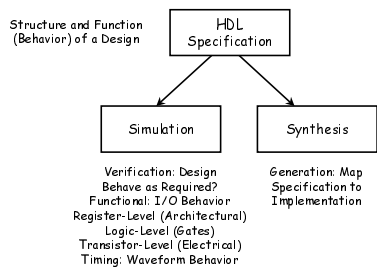 Structure and Function
(Behavior) of a Design
HDL
Specification
Simulation
Synthesis
Verification: Design
Behave as Required?
Functional: I/O Behavior
Register-Level (Architectural)
Logic-Level (Gates)
Transistor-Level (Electrical)
Timing: Waveform Behavior
Generation: Map
Specification to
Implementation